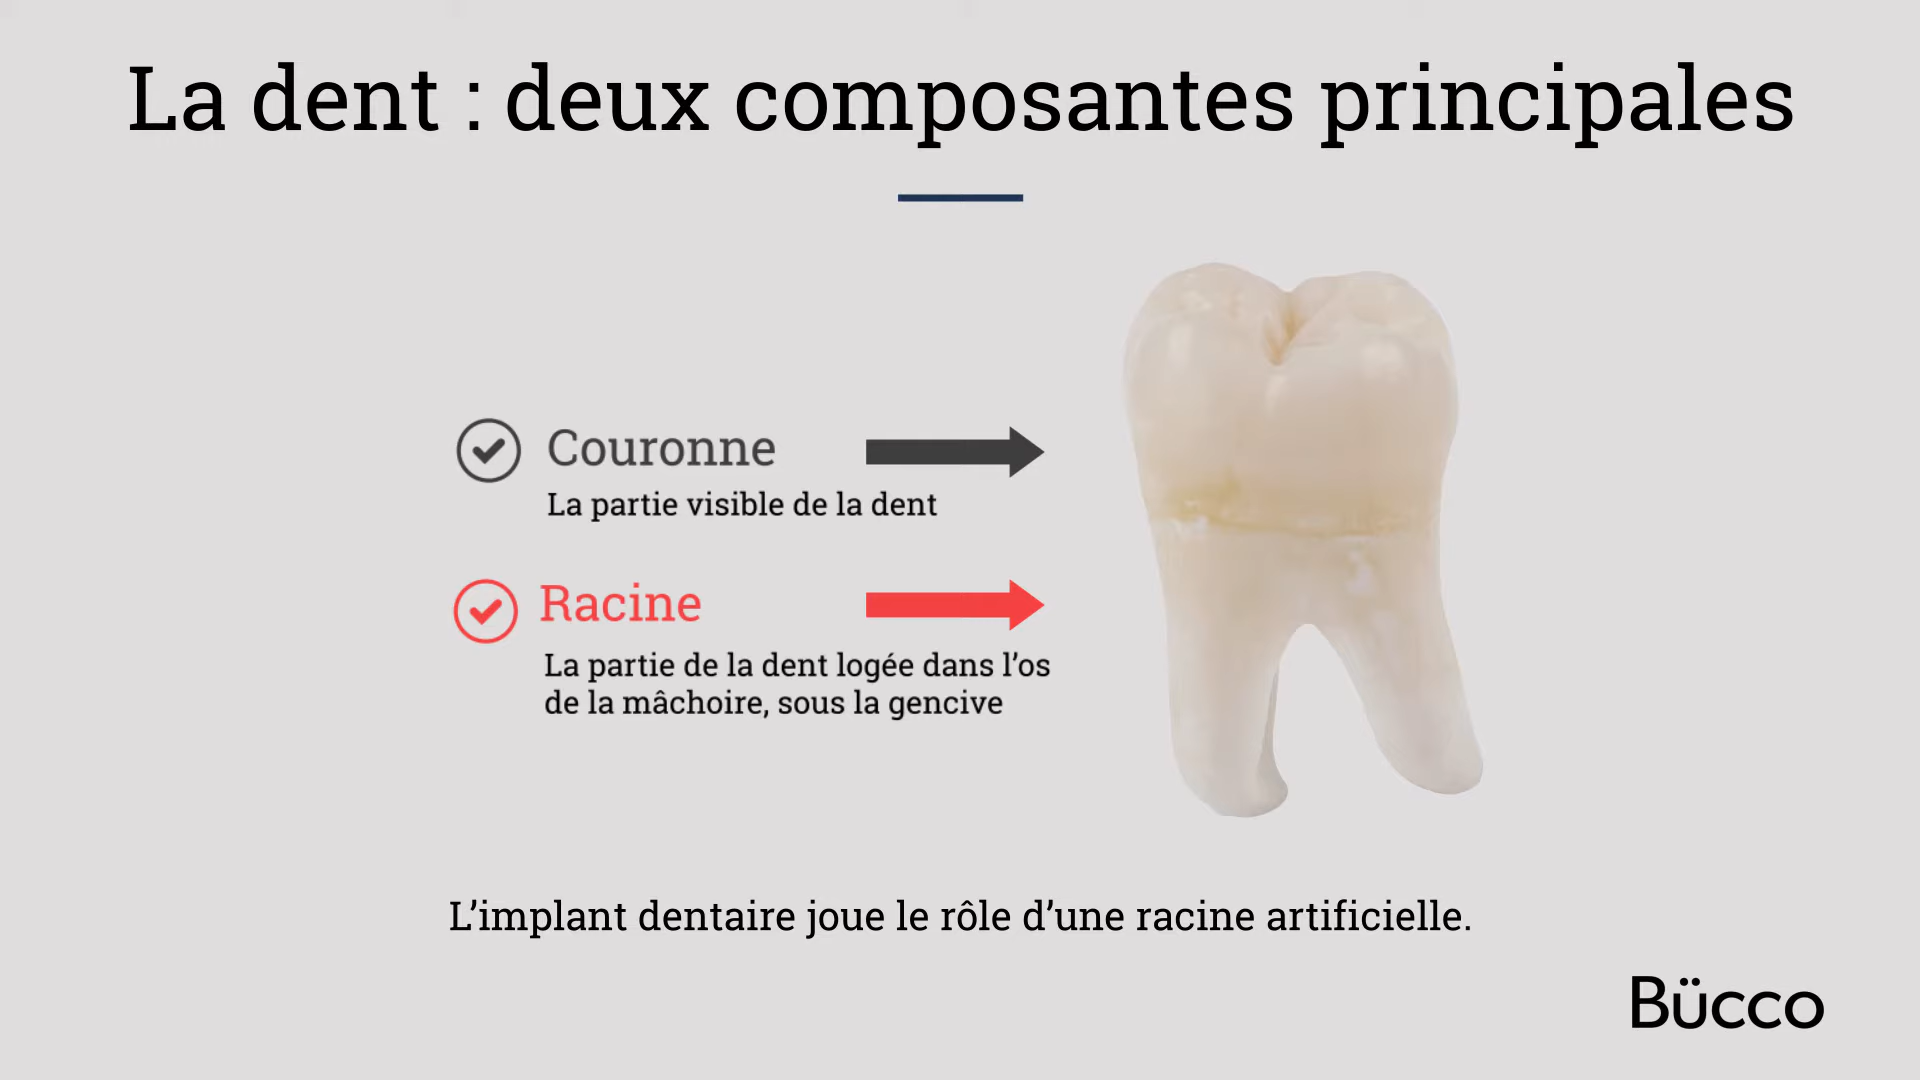 La dent : deux composantes principales
Couronne
La partie visible de la dent
Racine
La partie de la dent logée dans l’os
de la mâchoire, sous la gencive
L’implant dentaire joue le rôle d’une racine artificielle.
Bücco